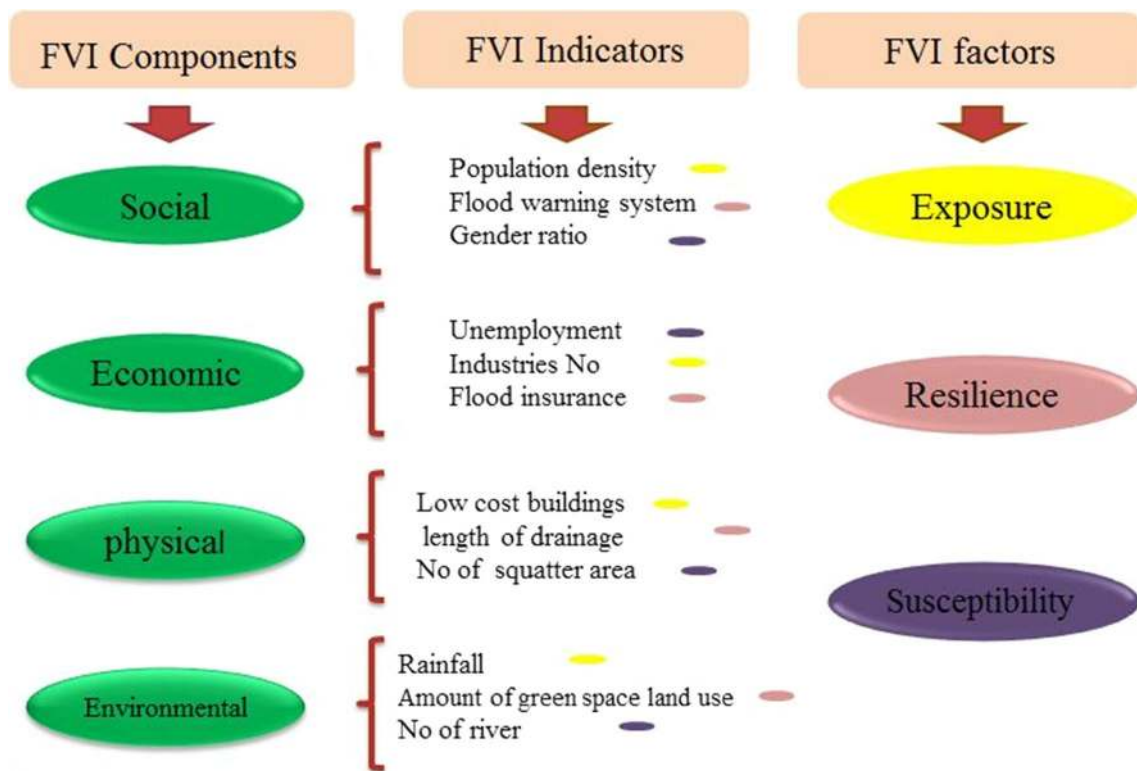 FVI Components
FVI Indicators
FVI factors
Social
Population density
Flood warning system
Gender ratio
Exposure
Economic
Unemployment
Industries No
Flood insurance
Resilience
physical
Low cost buildings
length of drainage
No of squatter area
Susceptibility
Environmental
Rainfall
Amount of green space land use
No of river